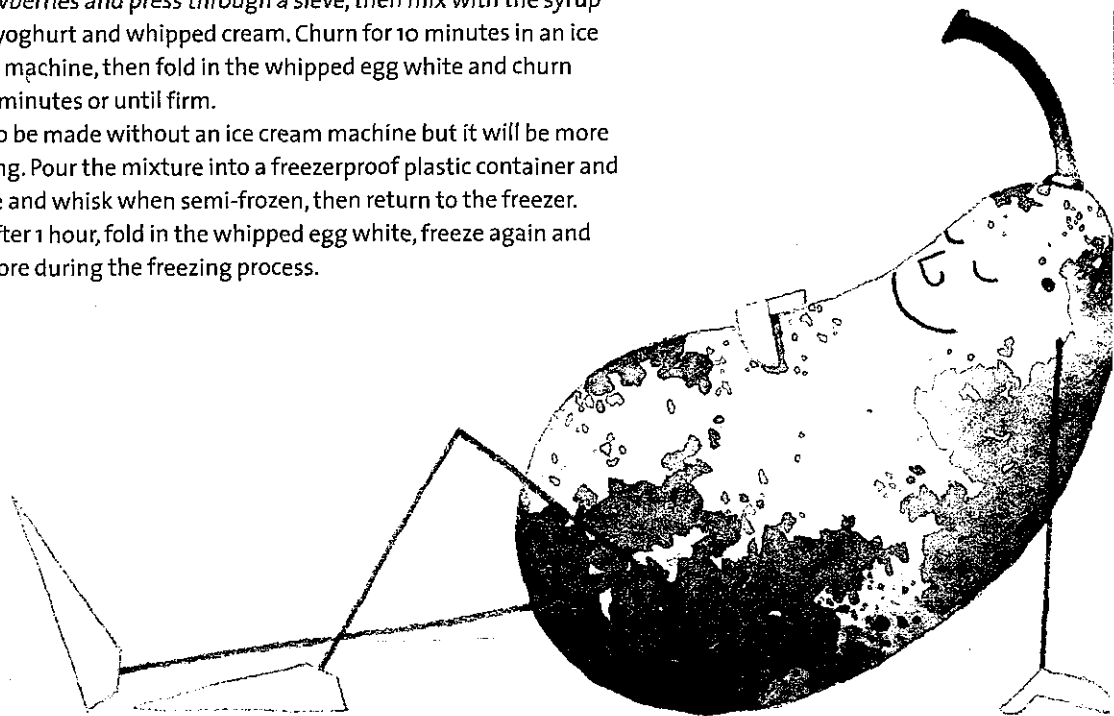 and press through a sieve, then mix with the syrup
yoghurt and whipped cream. Churn for 10 minutes in an ice
machine, then fold in the whipped egg white and churn
minutes or until firm.
be made without an ice cream machine but it will be more
Pour the mixture into a freezerproof plastic container and
and whisk when semi-frozen, then return to the freezer.
1 hour, fold in the whipped egg white, freeze again and
during the freezing process.